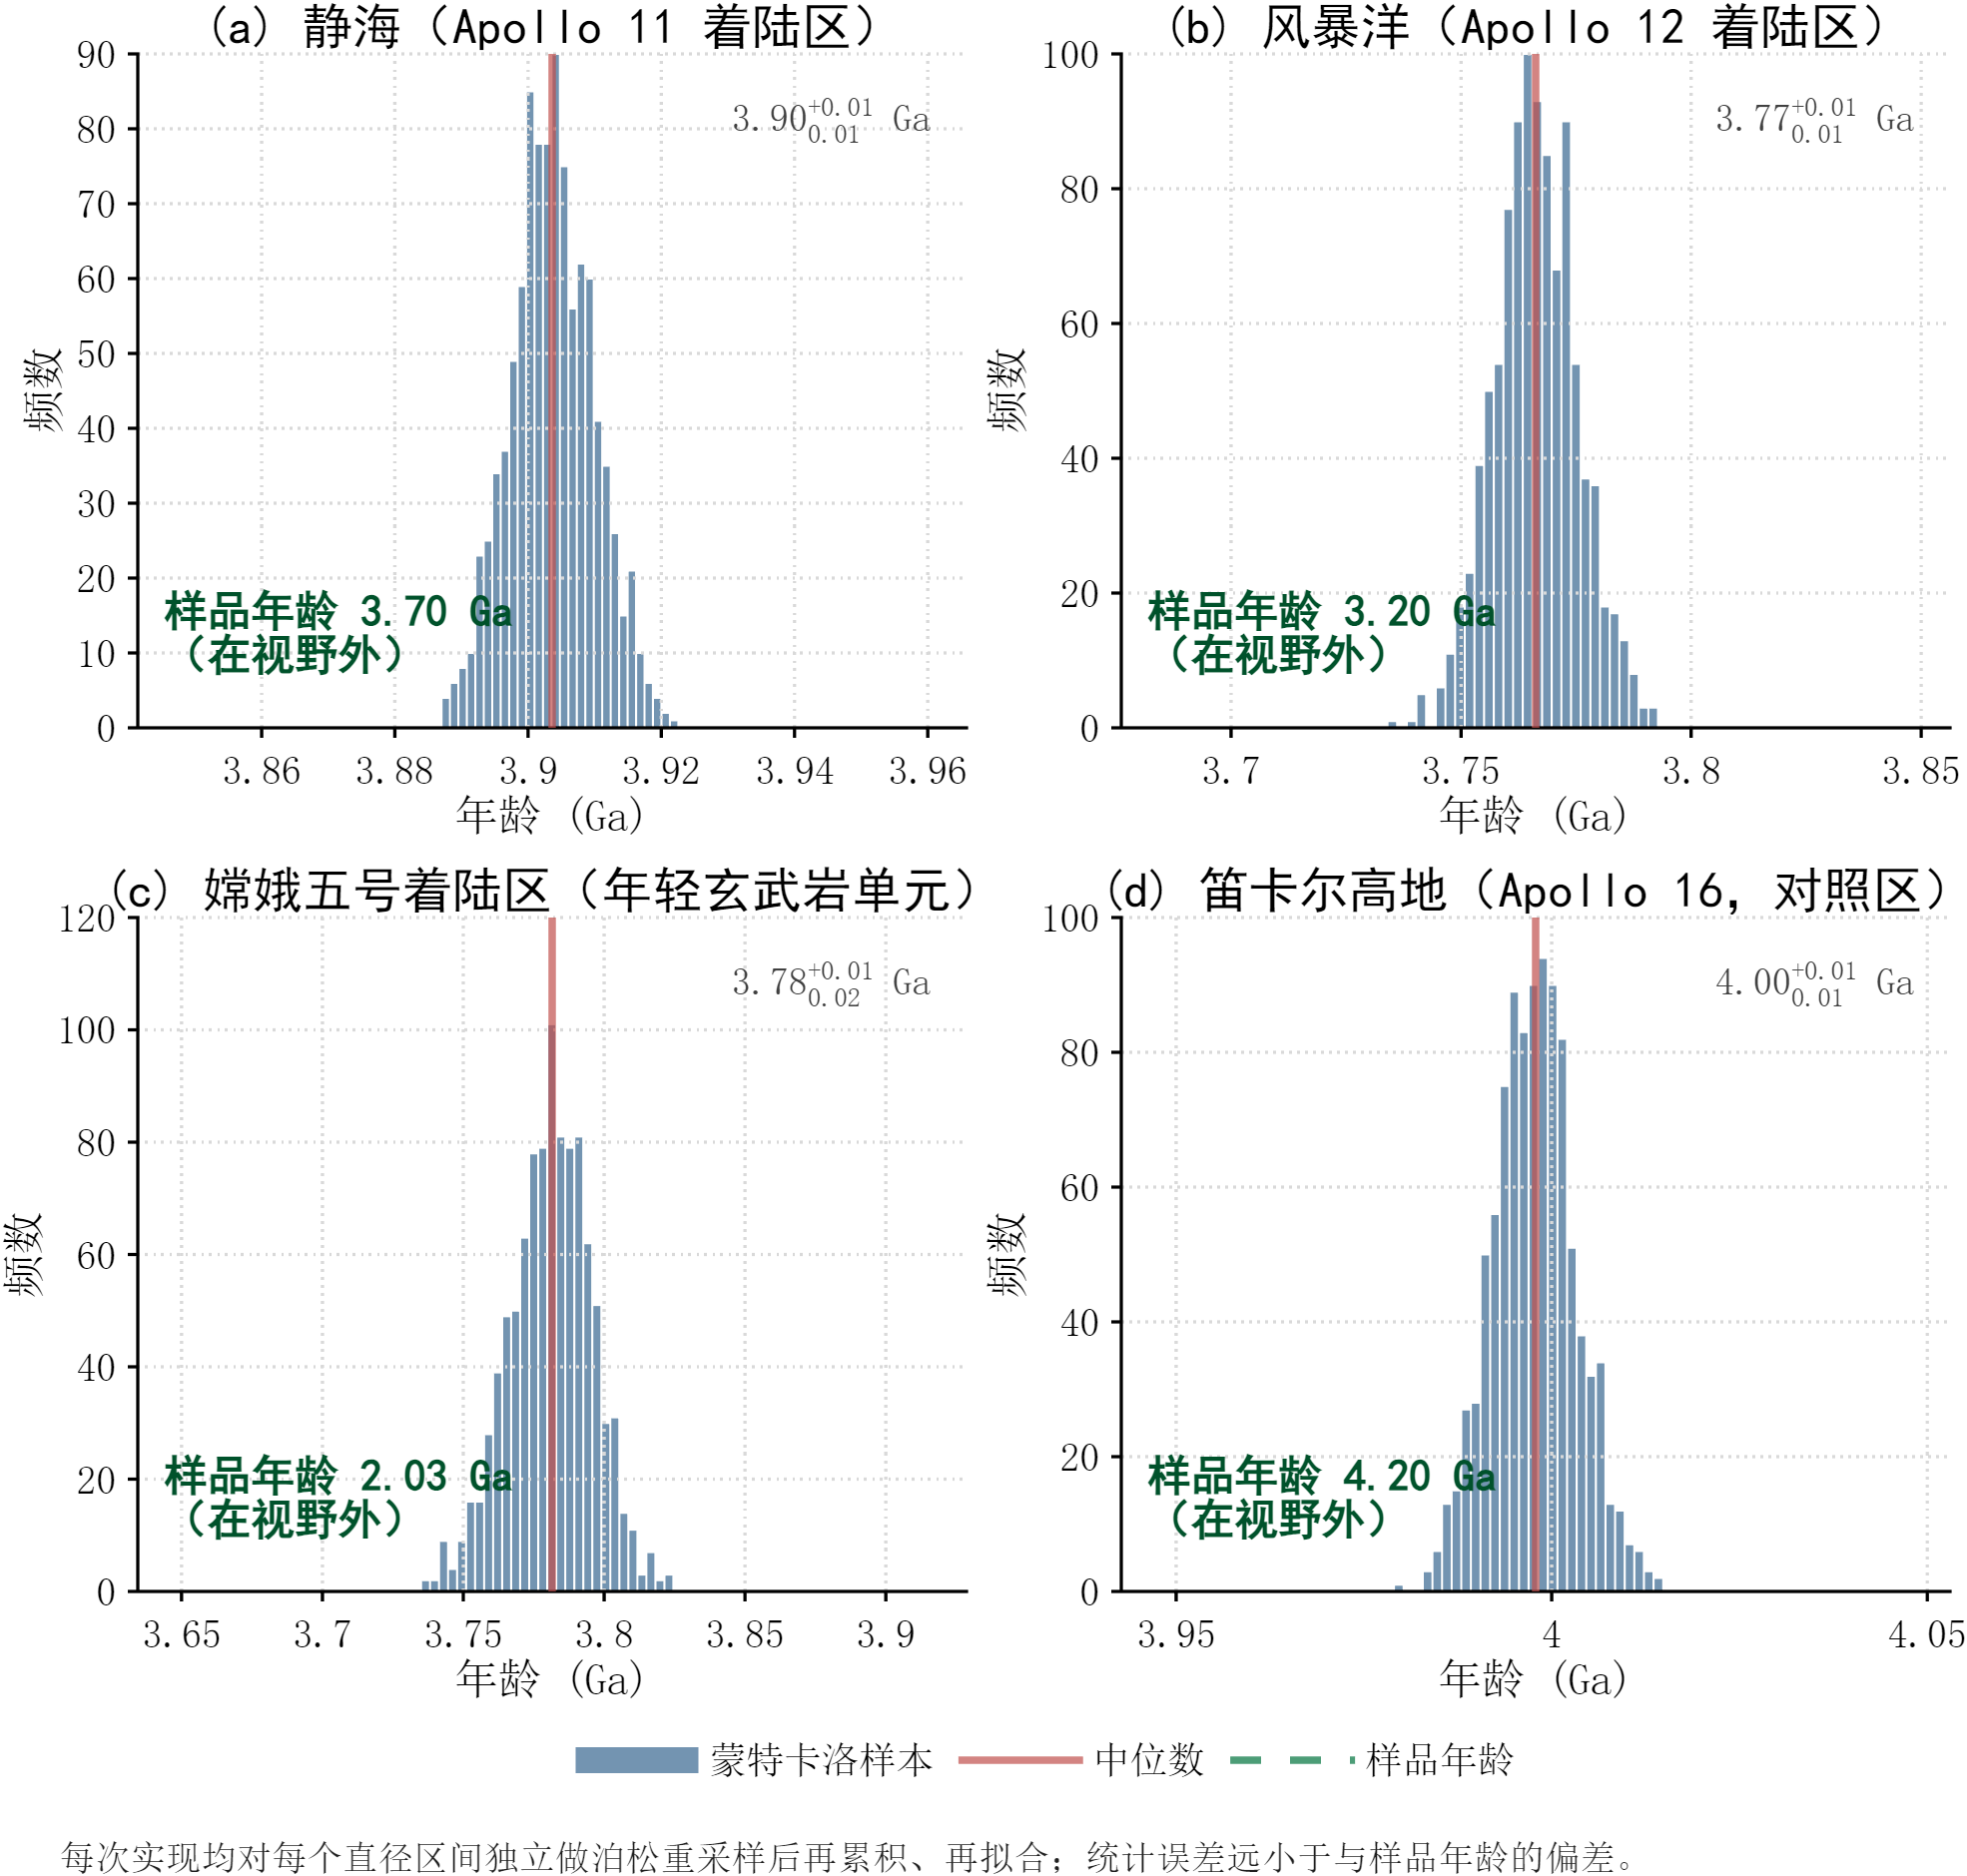 (a) 静海（Apollo 11 着陆区）
90
80
70
60
50
40
30
20
10
0
频数
3.90+0.01 0.01 Ga
样品年龄 3.70 Ga
（在视野外）
3.86 3.88 3.9 3.92 3.94 3.96
年龄 (Ga)
(b) 风暴洋（Apollo 12 着陆区）
100
80
60
40
20
0
频数
3.77+0.01 0.01 Ga
样品年龄 3.20 Ga
（在视野外）
3.7 3.75 3.8 3.85
年龄 (Ga)
(c) 嫦娥五号着陆区（年轻玄武岩单元）
120
100
80
60
40
20
0
频数
3.78+0.01 0.02 Ga
样品年龄 2.03 Ga
（在视野外）
3.65 3.7 3.75 3.8 3.85 3.9
年龄 (Ga)
(d) 笛卡尔高地（Apollo 16，对照区）
100
80
60
40
20
0
频数
4.00+0.01 0.01 Ga
样品年龄 4.20 Ga
（在视野外）
3.95 4 4.05
年龄 (Ga)
蒙特卡洛样本 中位数 样品年龄
每次实现均对每个直径区间独立做泊松重采样后再累积、再拟合；统计误差远小于与样品年龄的偏差。